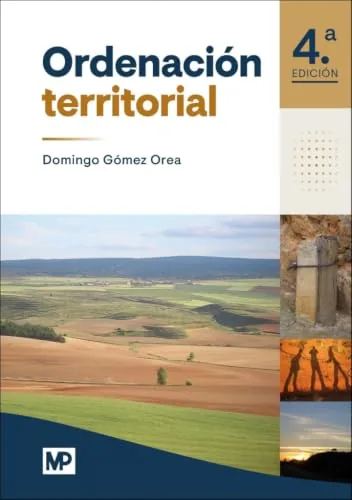 Ordenación
territorial
4.ª
EDICIÓN
Domingo Gómez Orea
MP